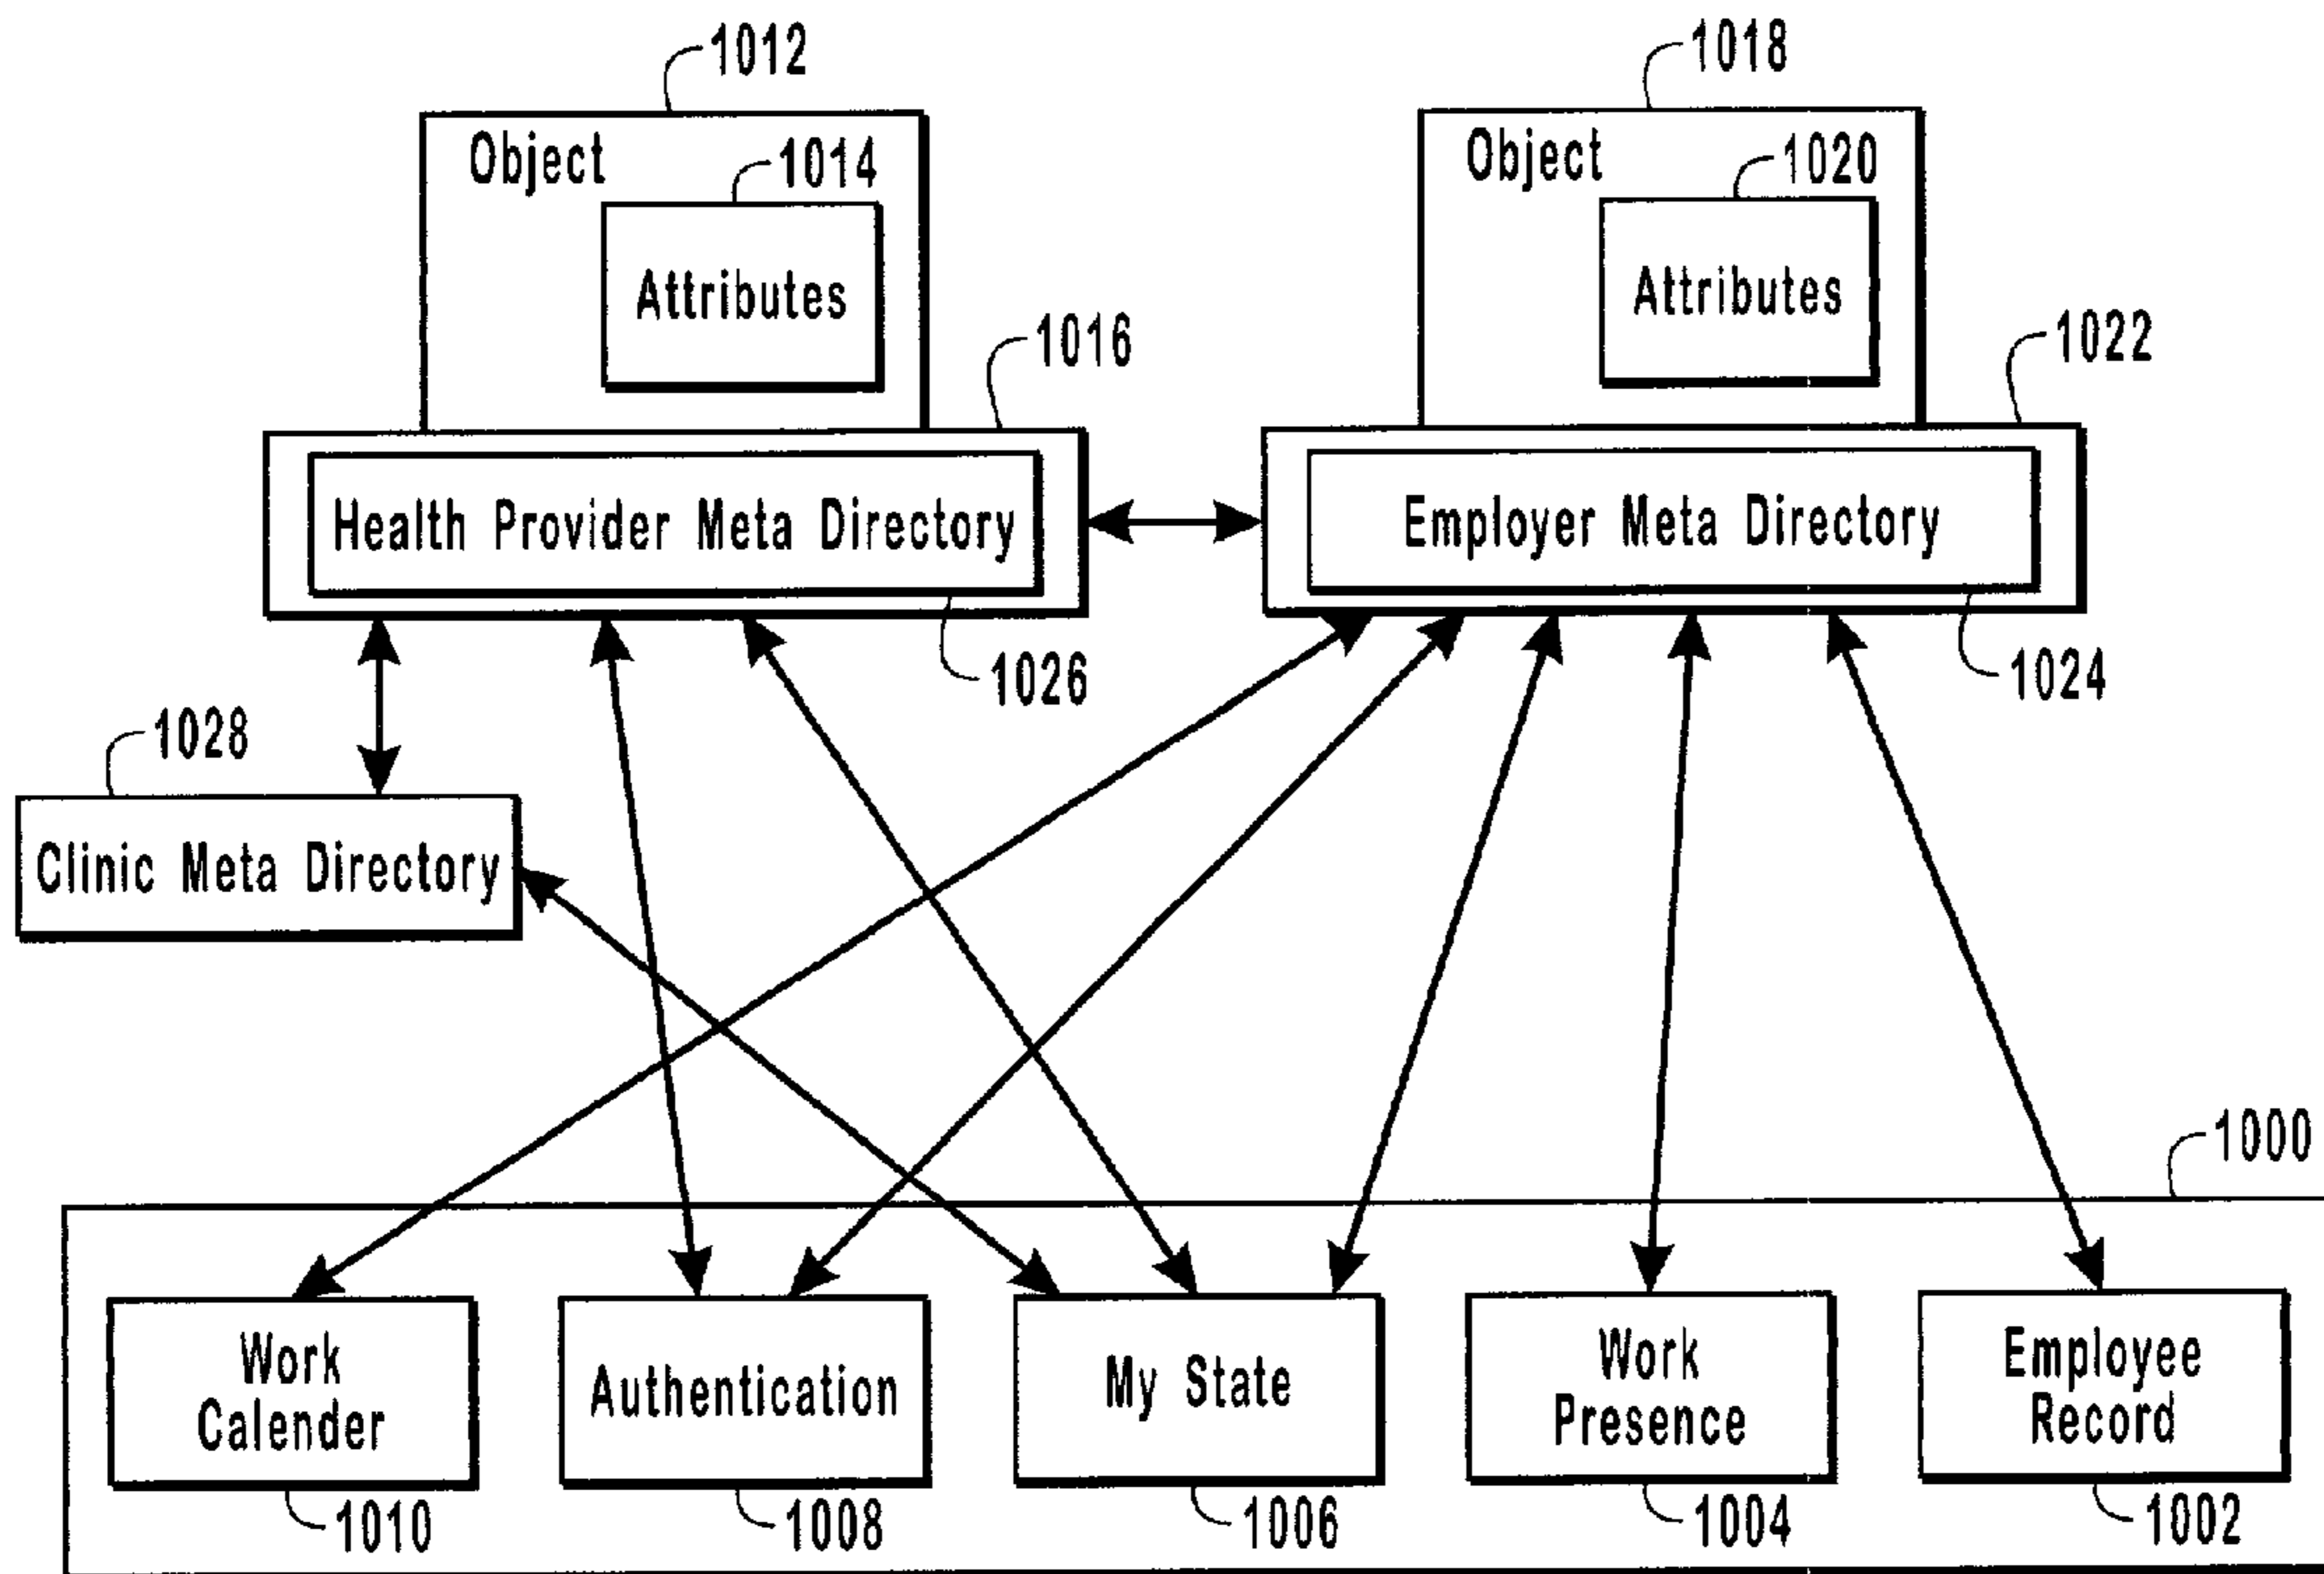 1012
1018
Object
1014
Object
1020
Attributes
Attributes
1016
1022
Health Provider Meta Directory
Employer Meta Directory
1026
1024
1028
Clinic Meta Directory
1000
Work
Calender
Authentication
My State
Work
Presence
Employee
Record
1010
1008
1006
1004
1002